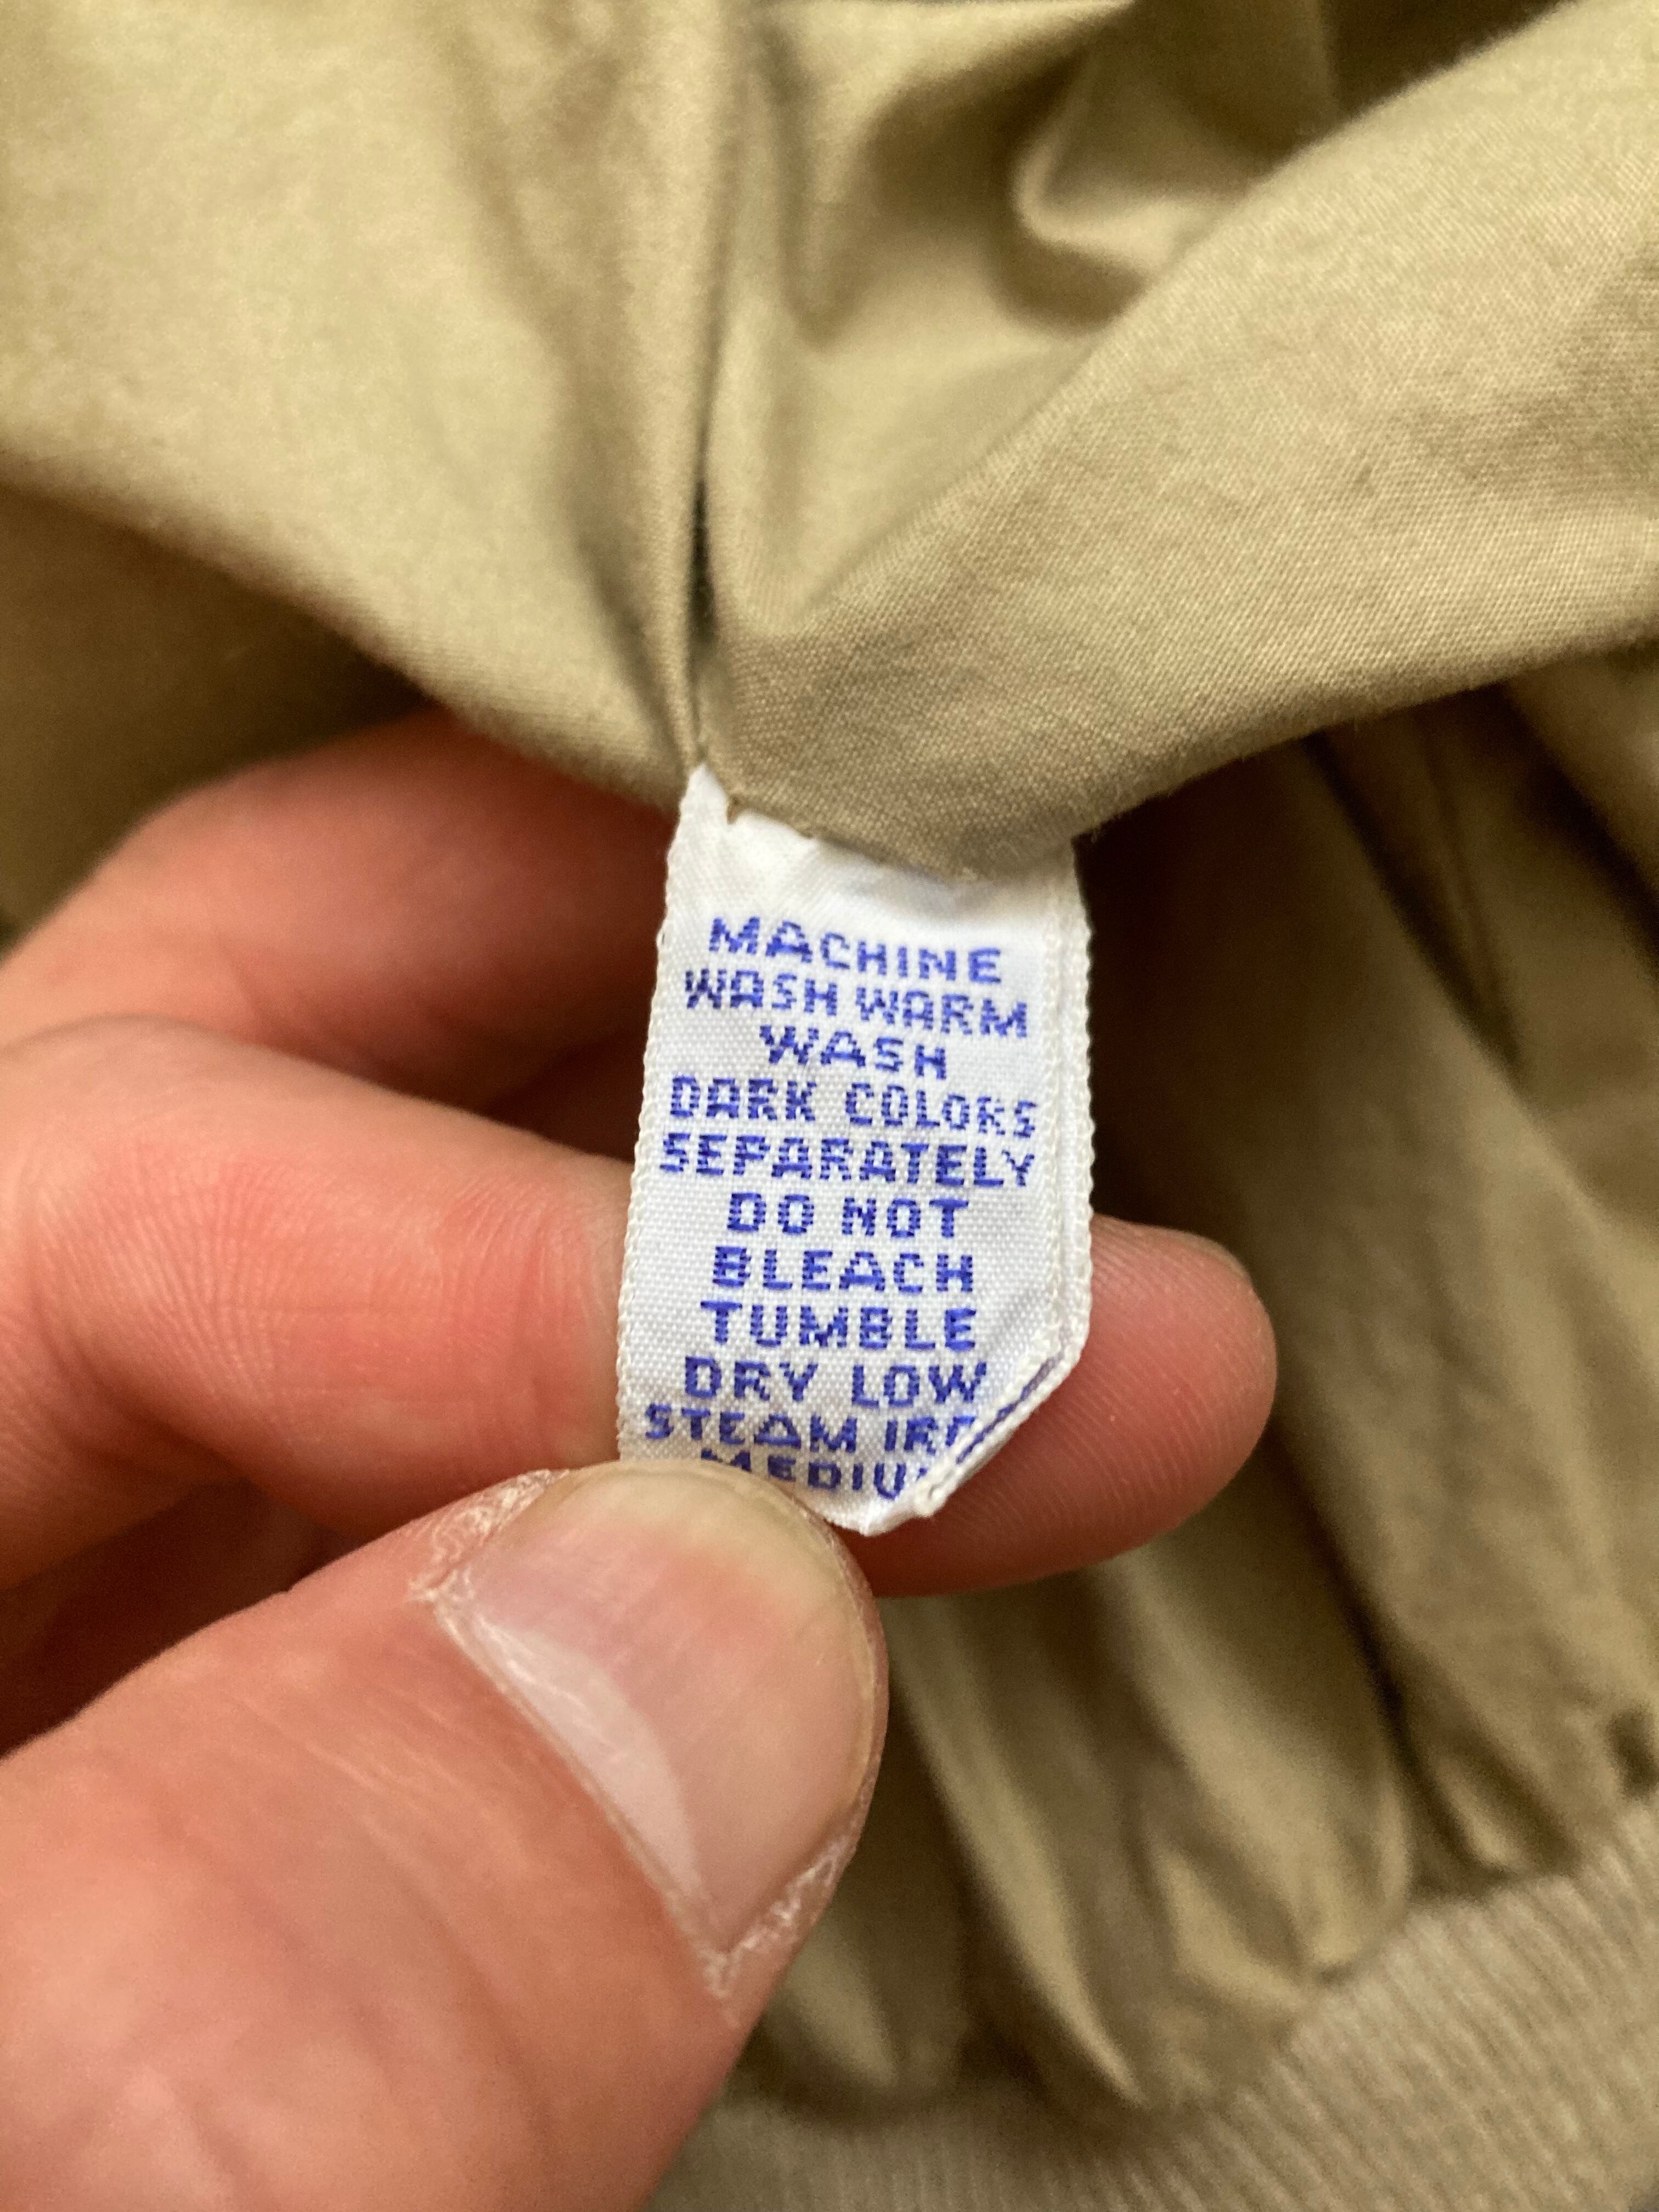 MACHINE
WASH WARM
WASH
DARK COLORS
SEPARATELY
DO NOT
BLEACH
TUMBLE
DRY LOW
STEAM